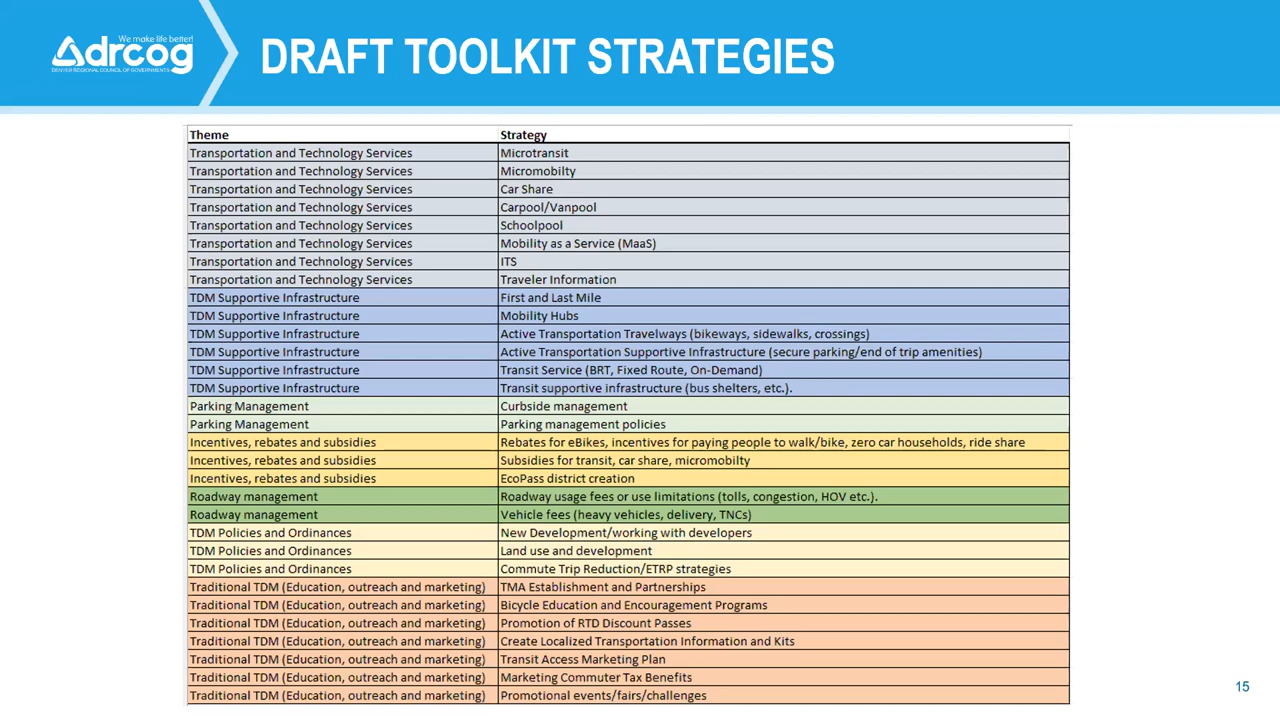 We make life better!
drcog
DENVER REGIONAL COUNCIL OF GOVERNMENTS
DRAFT TOOLKIT STRATEGIES
Theme Strategy
Transportation and Technology Services Microtransit
Transportation and Technology Services Micromobilty
Transportation and Technology Services Car Share
Transportation and Technology Services Carpool/Vanpool
Transportation and Technology Services Schoolpool
Transportation and Technology Services Mobility as a Service (MaaS)
Transportation and Technology Services ITS
Transportation and Technology Services Traveler Information
TDM Supportive Infrastructure First and Last Mile
TDM Supportive Infrastructure Mobility Hubs
TDM Supportive Infrastructure Active Transportation Travelways (bikeways, sidewalks, crossings)
TDM Supportive Infrastructure Active Transportation Supportive Infrastructure (secure parking/end of trip amenities)
TDM Supportive Infrastructure Transit Service (BRT, Fixed Route, On-Demand)
TDM Supportive Infrastructure Transit supportive infrastructure (bus shelters, etc.).
Parking Management Curbside management
Parking Management Parking management policies
Incentives, rebates and subsidies Rebates for eBikes, incentives for paying people to walk/bike, zero car households, ride share
Incentives, rebates and subsidies Subsidies for transit, car share, micromobilty
Incentives, rebates and subsidies EcoPass district creation
Roadway management Roadway usage fees or use limitations (tolls, congestion, HOV etc.).
Roadway management Vehicle fees (heavy vehicles, delivery, TNCs)
TDM Policies and Ordinances New Development/working with developers
TDM Policies and Ordinances Land use and development
TDM Policies and Ordinances Commute Trip Reduction/ETRP strategies
Traditional TDM (Education, outreach and marketing) TMA Establishment and Partnerships
Traditional TDM (Education, outreach and marketing) Bicycle Education and Encouragement Programs
Traditional TDM (Education, outreach and marketing) Promotion of RTD Discount Passes
Traditional TDM (Education, outreach and marketing) Create Localized Transportation Information and Kits
Traditional TDM (Education, outreach and marketing) Transit Access Marketing Plan
Traditional TDM (Education, outreach and marketing) Marketing Commuter Tax Benefits
Traditional TDM (Education, outreach and marketing) Promotional events/fairs/challenges
15